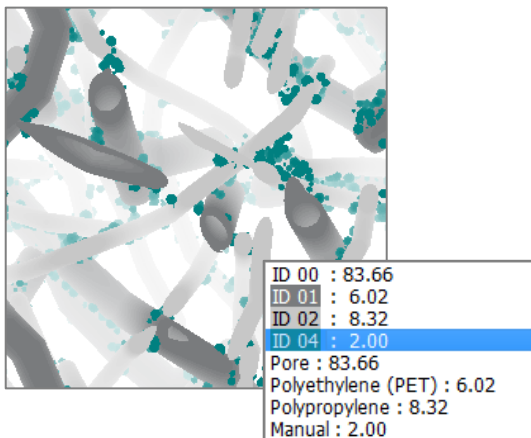 ID 00 : 83.66
ID 01 : 6.02
ID 02 : 8.32
ID 04 : 2.00
Pore : 83.66
Polyethylene (PET) : 6.02
Polypropylene : 8.32
Manual : 2.00